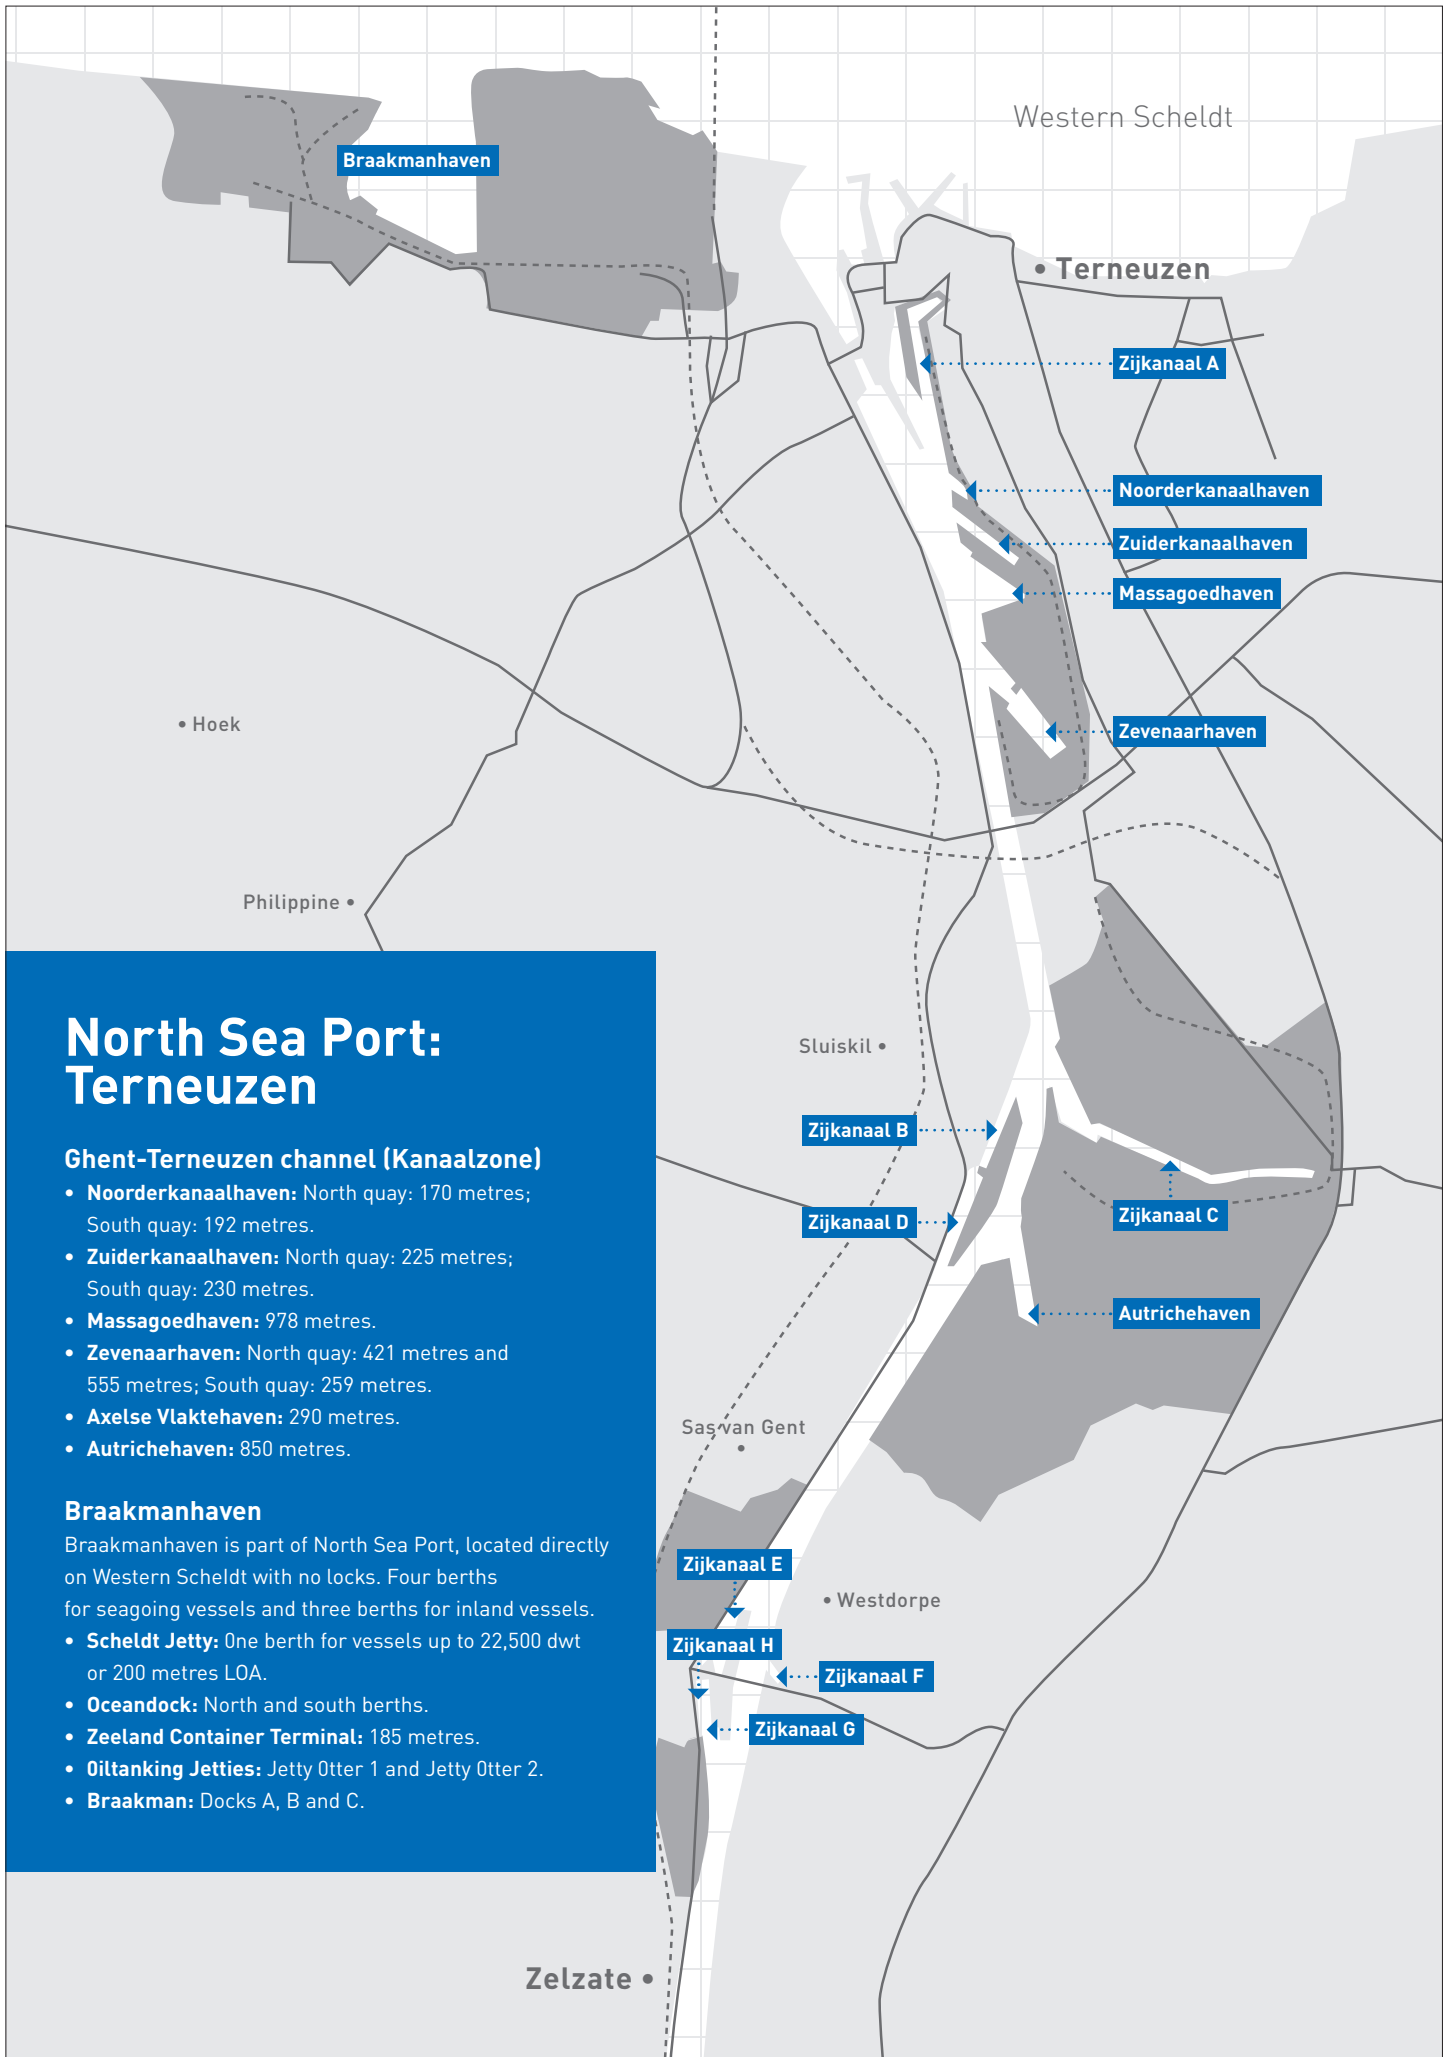 Western Scheldt
Braakmanhaven
• Terneuzen
Zijkanaal A
Noorderkanaalhaven
Zuiderkanaalhaven
Massagoedhaven
• Hoek
Zevenaarhaven
Philippine •
North Sea Port:
Terneuzen
Ghent-Terneuzen channel (Kanaalzone)
• Noorderkanaalhaven: North quay: 170 metres;
South quay: 192 metres.
• Zuiderkanaalhaven: North quay: 225 metres;
South quay: 230 metres.
• Massagoedhaven: 978 metres.
• Zevenaarhaven: North quay: 421 metres and
555 metres; South quay: 259 metres.
• Axelse Vlaktehaven: 290 metres.
• Autrichehaven: 850 metres.
Braakmanhaven
Braakmanhaven is part of North Sea Port, located directly
on Western Scheldt with no locks. Four berths
for seagoing vessels and three berths for inland vessels.
• Scheldt Jetty: One berth for vessels up to 22,500 dwt
or 200 metres LOA.
• Oceandock: North and south berths.
• Zeeland Container Terminal: 185 metres.
• Oiltanking Jetties: Jetty Otter 1 and Jetty Otter 2.
• Braakman: Docks A, B and C.
Sluiskil •
Zijkanaal B
Zijkanaal D
Zijkanaal C
Autrichehaven
Sas van Gent
•
Zijkanaal E
• Westdorpe
Zijkanaal H
Zijkanaal F
Zijkanaal G
Zelzate •